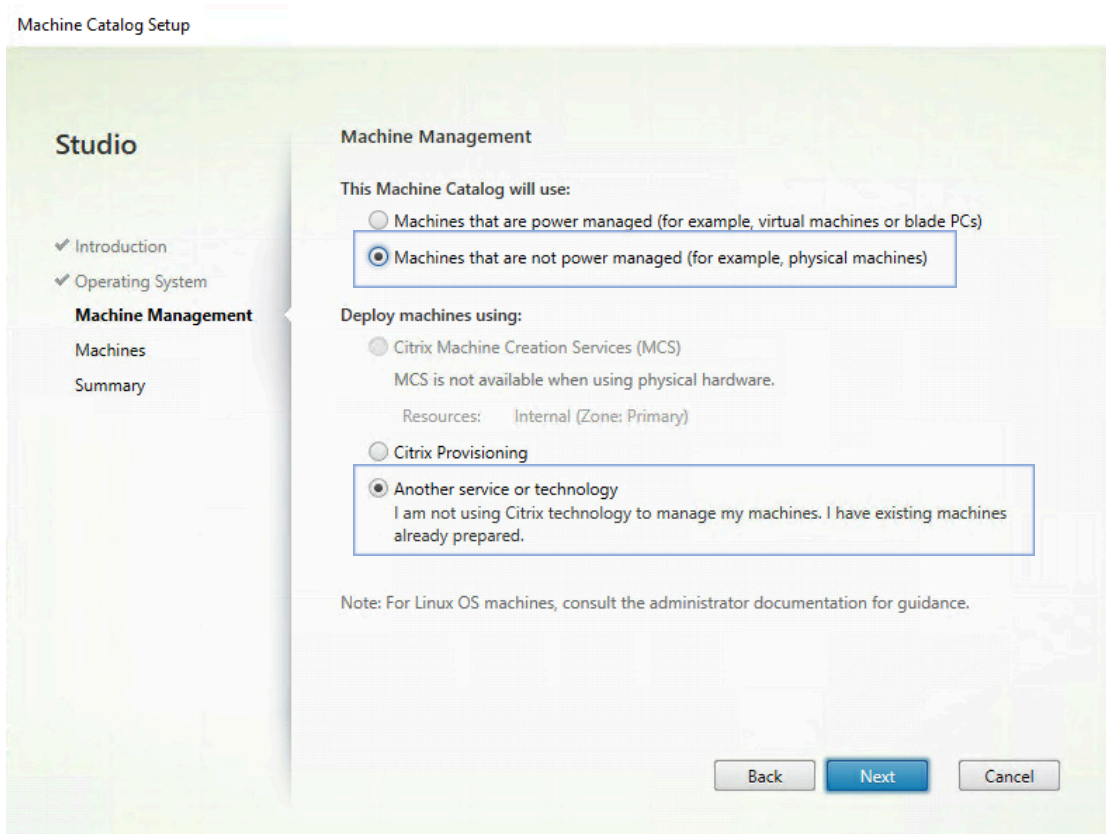 Machine Catalog Setup
Studio
Introduction
Operating System
Machine Management
Machines
Summary
Machine Management
This Machine Catalog will use:
Machines that are power managed (for example, virtual machines or blade PCs)
Machines that are not power managed (for example, physical machines)
Deploy machines using:
Citrix Machine Creation Services (MCS)
MCS is not available when using physical hardware.
Resources: Internal (Zone: Primary)
Citrix Provisioning
Another service or technology
I am not using Citrix technology to manage my machines. I have existing machines
already prepared.
Note: For Linux OS machines, consult the administrator documentation for guidance.
Back Next Cancel